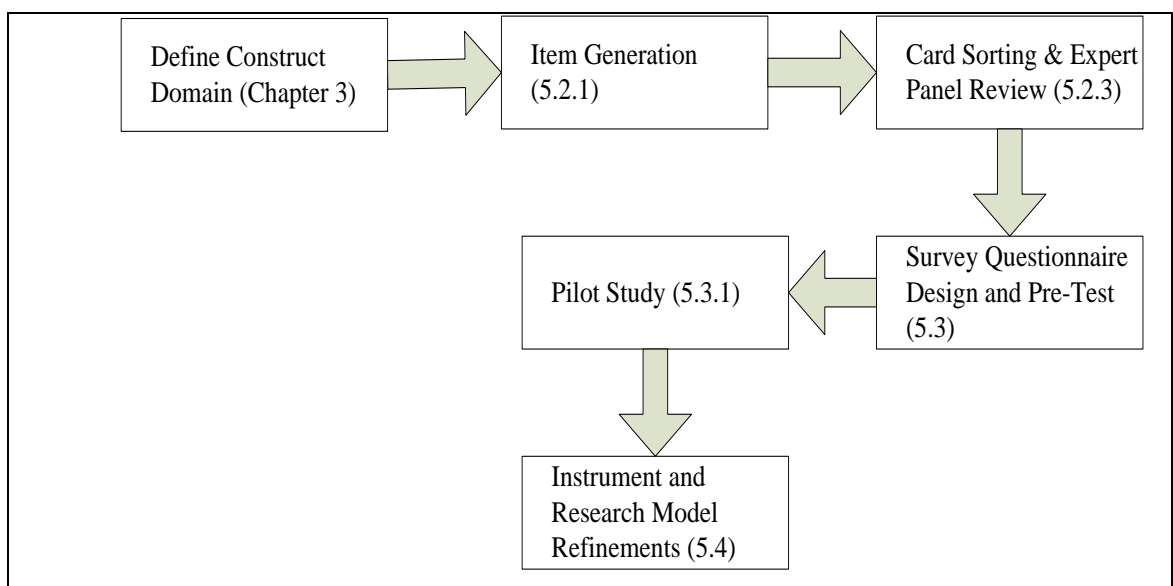 Define Construct
Domain (Chapter 3)
Item Generation
(5.2.1)
Card Sorting & Expert
Panel Review (5.2.3)
Survey Questionnaire
Design and Pre-Test
(5.3)
Pilot Study (5.3.1)
Instrument and
Research Model
Refinements (5.4)